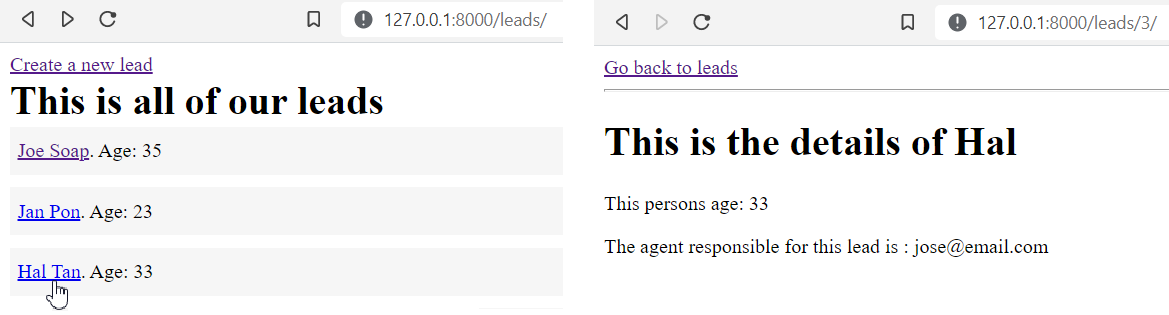 127.0.0.1:8000/leads/
Create a new lead
This is all of our leads
Joe Soap. Age: 35
Jan Pon. Age: 23
Hal Tan. Age: 33
127.0.0.1:8000/leads/3/
Go back to leads
This is the details of Hal
This persons age: 33
The agent responsible for this lead is : jose@email.com